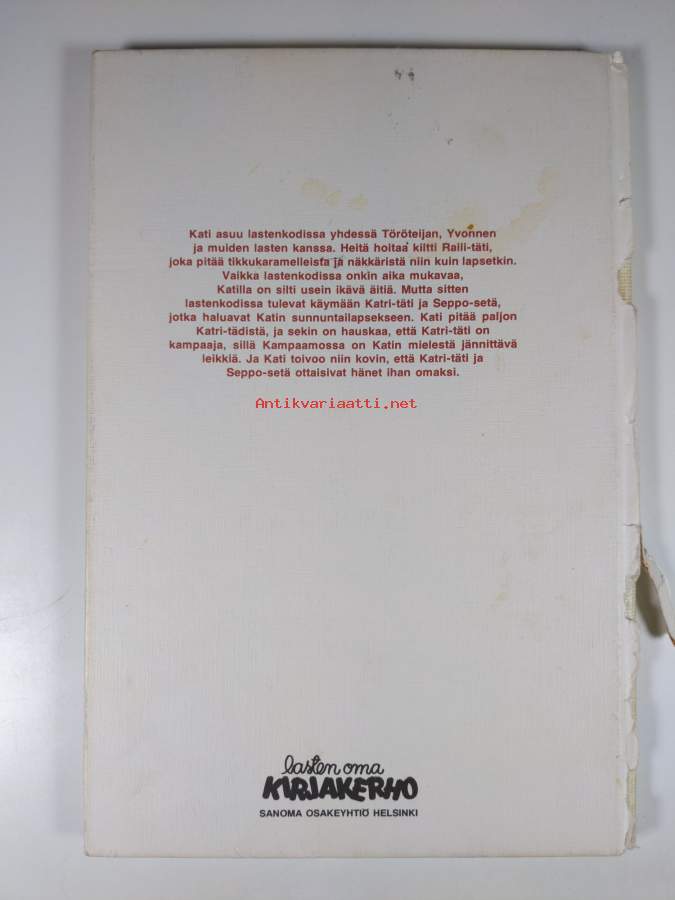 Kati asuu lastenkodissa yhdessä Töröteijan, Yvonnen
ja muiden lasten kanssa. Heitä hoitaa kiltti Raili-täti,
joka pitää tikkukaramelleista ja näkkäristä niin kuin lapsetkin.
Vaikka lastenkodissa onkin aika mukavaa,
Katilla on silti usein ikävä äitiä. Mutta sitten
lastenkodissa tulevat käymään Katri-täti ja Seppo-setä,
jotka haluavat Katin sunnuntailapsekseen. Kati pitää paljon
Katri-tädistä, ja sekin on hauskaa, että Katri-täti on
kampaaja, sillä Kampaamossa on Katin mielestä jännittävä
leikkiä. Ja Kati toivoo niin kovin, että Katri-täti ja
Seppo-setä ottaisivat hänet ihan omaksi.
Antikvariaatti.net
lasten oma
KIRJAKERHO
SANOMA OSAKEYHTIÖ HELSINKI